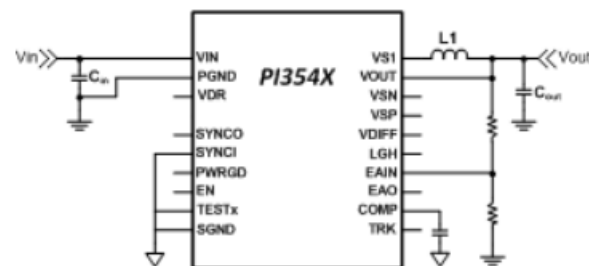 L1
Vin
VIN
VS1
Vout
Cin
PGND
PI354X
VOUT
VDR
VSN
Cout
VSP
SYNCO
VDIFF
SYNCI
LGH
PWRGD
EAIN
EN
EAO
TESTx
COMP
SGND
TRK